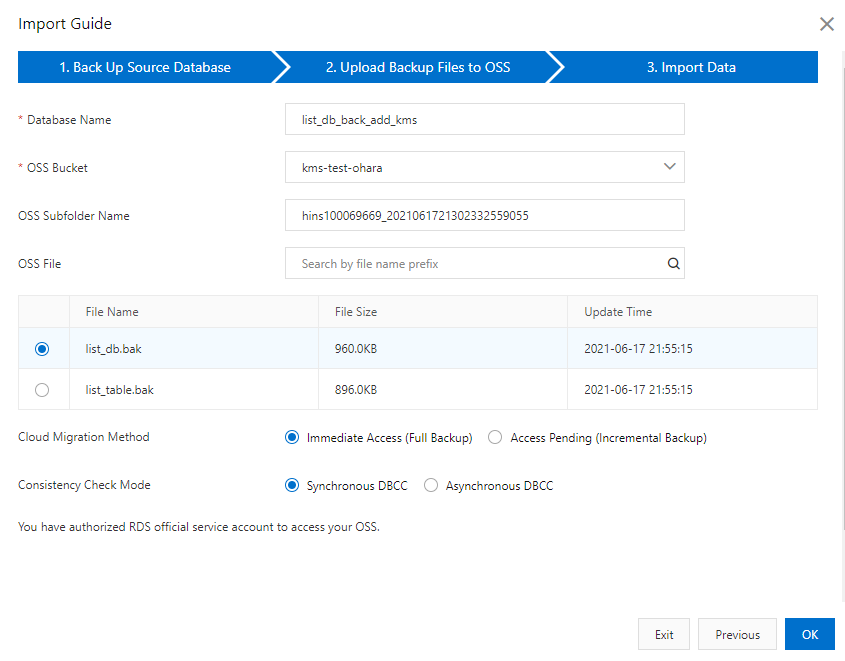 Import Guide
1. Back Up Source Database 2. Upload Backup Files to OSS 3. Import Data
* Database Name list_db_back_add_kms
* OSS Bucket kms-test-ohara
OSS Subfolder Name hins100069669_2021061721302332559055
OSS File Search by file name prefix
File Name File Size Update Time
list_db.bak 960.0KB 2021-06-17 21:55:15
list_table.bak 896.0KB 2021-06-17 21:55:15
Cloud Migration Method Immediate Access (Full Backup) Access Pending (Incremental Backup)
Consistency Check Mode Synchronous DBCC Asynchronous DBCC
You have authorized RDS official service account to access your OSS.
Exit Previous OK